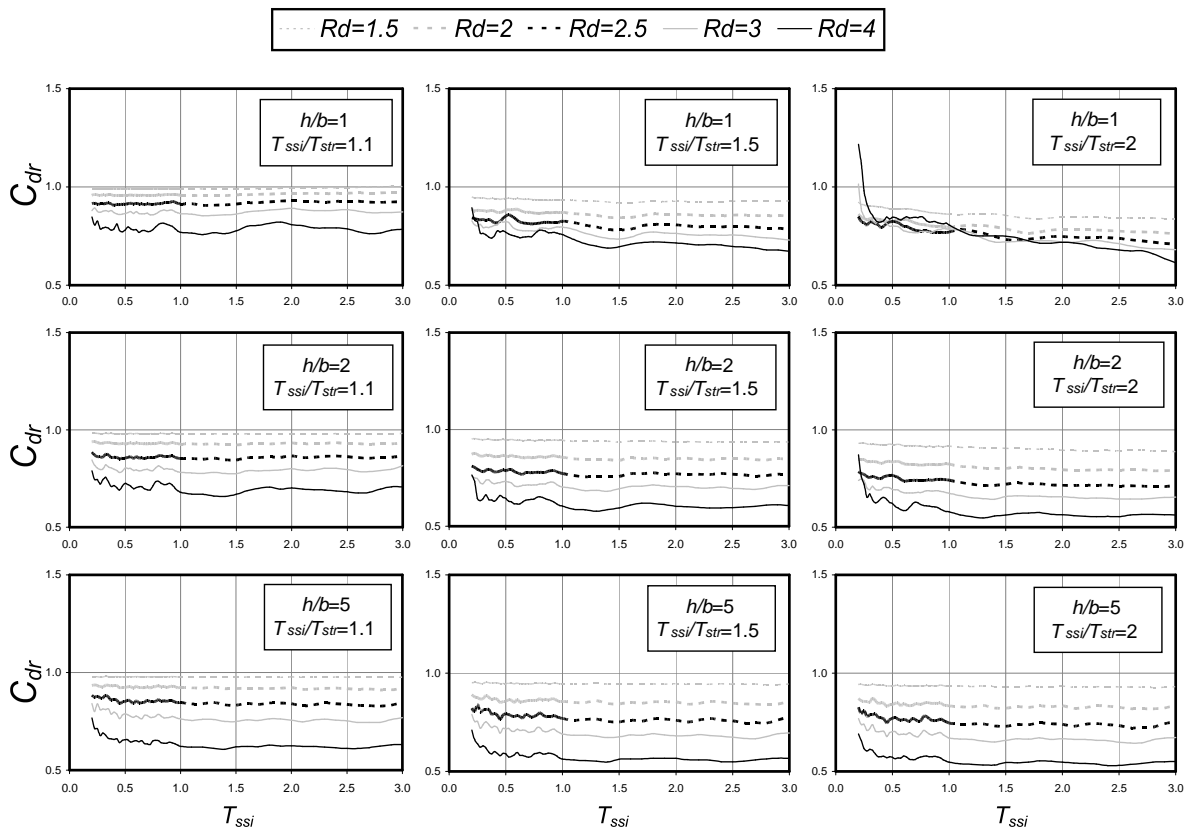 Rd=1.5 Rd=2 Rd=2.5 Rd=3 Rd=4
1.5 1.5 1.5
h/b=1 h/b=1 h/b=1
Tssi/Tstr=1.1 Tssi/Tstr=1.5 Tssi/Tstr=2
Cdr
1.0 1.0 1.0
0.5 0.5 0.5
0.0 0.5 1.0 1.5 2.0 2.5 3.0 0.0 0.5 1.0 1.5 2.0 2.5 3.0 0.0 0.5 1.0 1.5 2.0 2.5 3.0
1.5 1.5 1.5
h/b=2 h/b=2 h/b=2
Tssi/Tstr=1.1 Tssi/Tstr=1.5 Tssi/Tstr=2
Cdr
1.0 1.0 1.0
0.5 0.5 0.5
0.0 0.5 1.0 1.5 2.0 2.5 3.0 0.0 0.5 1.0 1.5 2.0 2.5 3.0 0.0 0.5 1.0 1.5 2.0 2.5 3.0
1.5 1.5 1.5
h/b=5 h/b=5 h/b=5
Tssi/Tstr=1.1 Tssi/Tstr=1.5 Tssi/Tstr=2
Cdr
1.0 1.0 1.0
0.5 0.5 0.5
0.0 0.5 1.0 1.5 2.0 2.5 3.0 0.0 0.5 1.0 1.5 2.0 2.5 3.0 0.0 0.5 1.0 1.5 2.0 2.5 3.0
Tssi Tssi Tssi